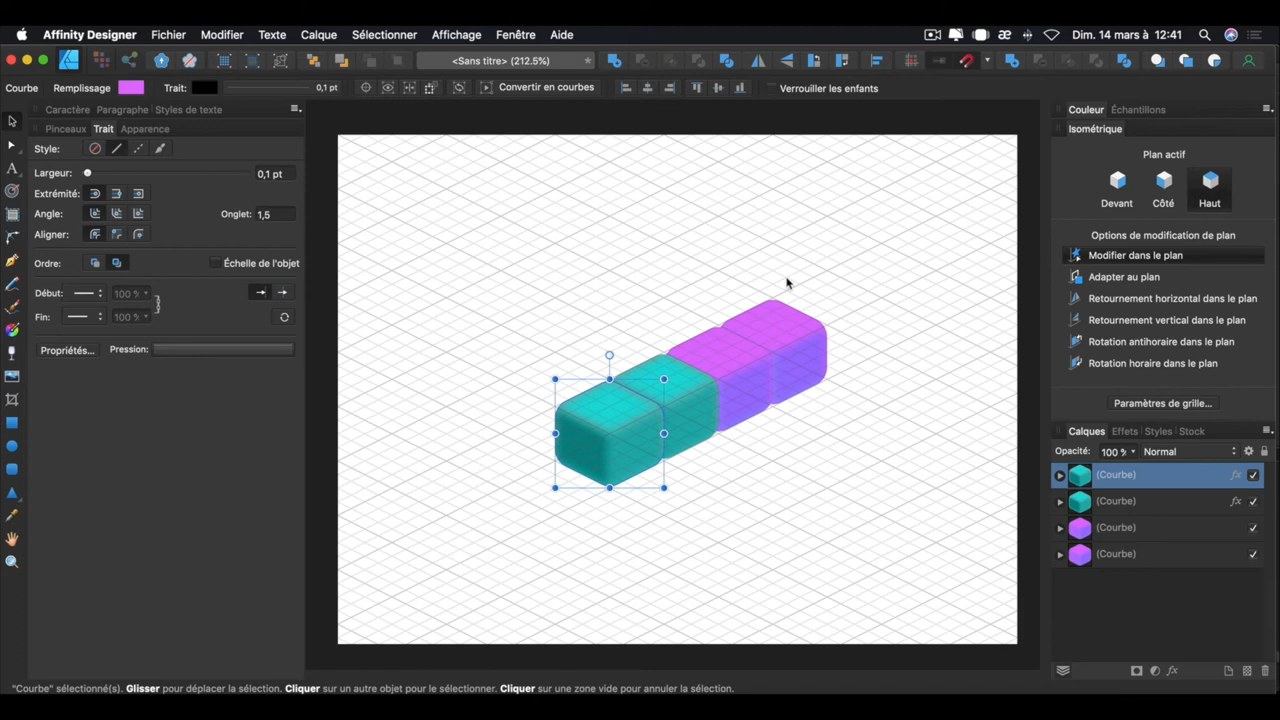 Affinity Designer Fichier Modifier Texte Calque Sélectionner Affichage Fenêtre Aide Dim. 14 mars à 12:41
<Sans titre> (212.5%)
Courbe Remplissage Trait: 0,1 pt Convertir en courbes Verrouiller les enfants
Caractère Paragraphe Styles de texte
Pinceaux Trait Apparence
Style:
Largeur: 0,1 pt
Extrémité:
Angle: Onglet: 1,5
Aligner:
Ordre: Échelle de l'objet
Début: 100 %
Fin: 100 %
Propriétés... Pression:
Couleur Échantillons
Isométrique
Plan actif
Devant Côté Haut
Options de modification de plan
Modifier dans le plan
Adapter au plan
Retournement horizontal dans le plan
Retournement vertical dans le plan
Rotation antihoraire dans le plan
Rotation horaire dans le plan
Paramètres de grille...
Calques Effets Styles Stock
Opacité: 100 % Normal
(Courbe) fx
(Courbe) fx
(Courbe)
(Courbe)
fx
"Courbe" sélectionné(s). Glisser pour déplacer la sélection. Cliquer sur un autre objet pour le sélectionner. Cliquer sur une zone vide pour annuler la sélection.